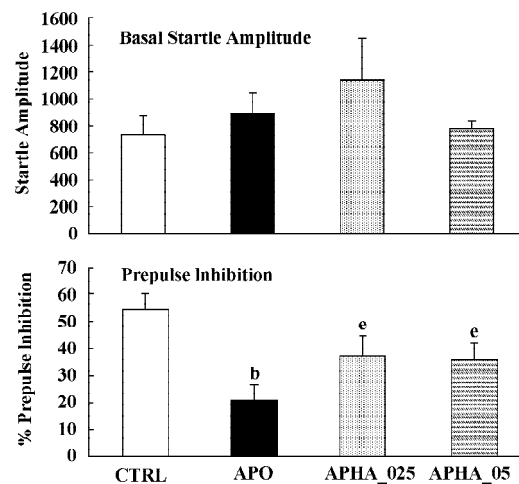 1600
Basal Startle Amplitude
1400
1200
1000
800
600
400
200
0
Startle Amplitude
70
Prepulse Inhibition
60
50
40
30
20
10
0
% Prepulse Inhibition
b
e
e
CTRL APO APHA_025 APHA_05